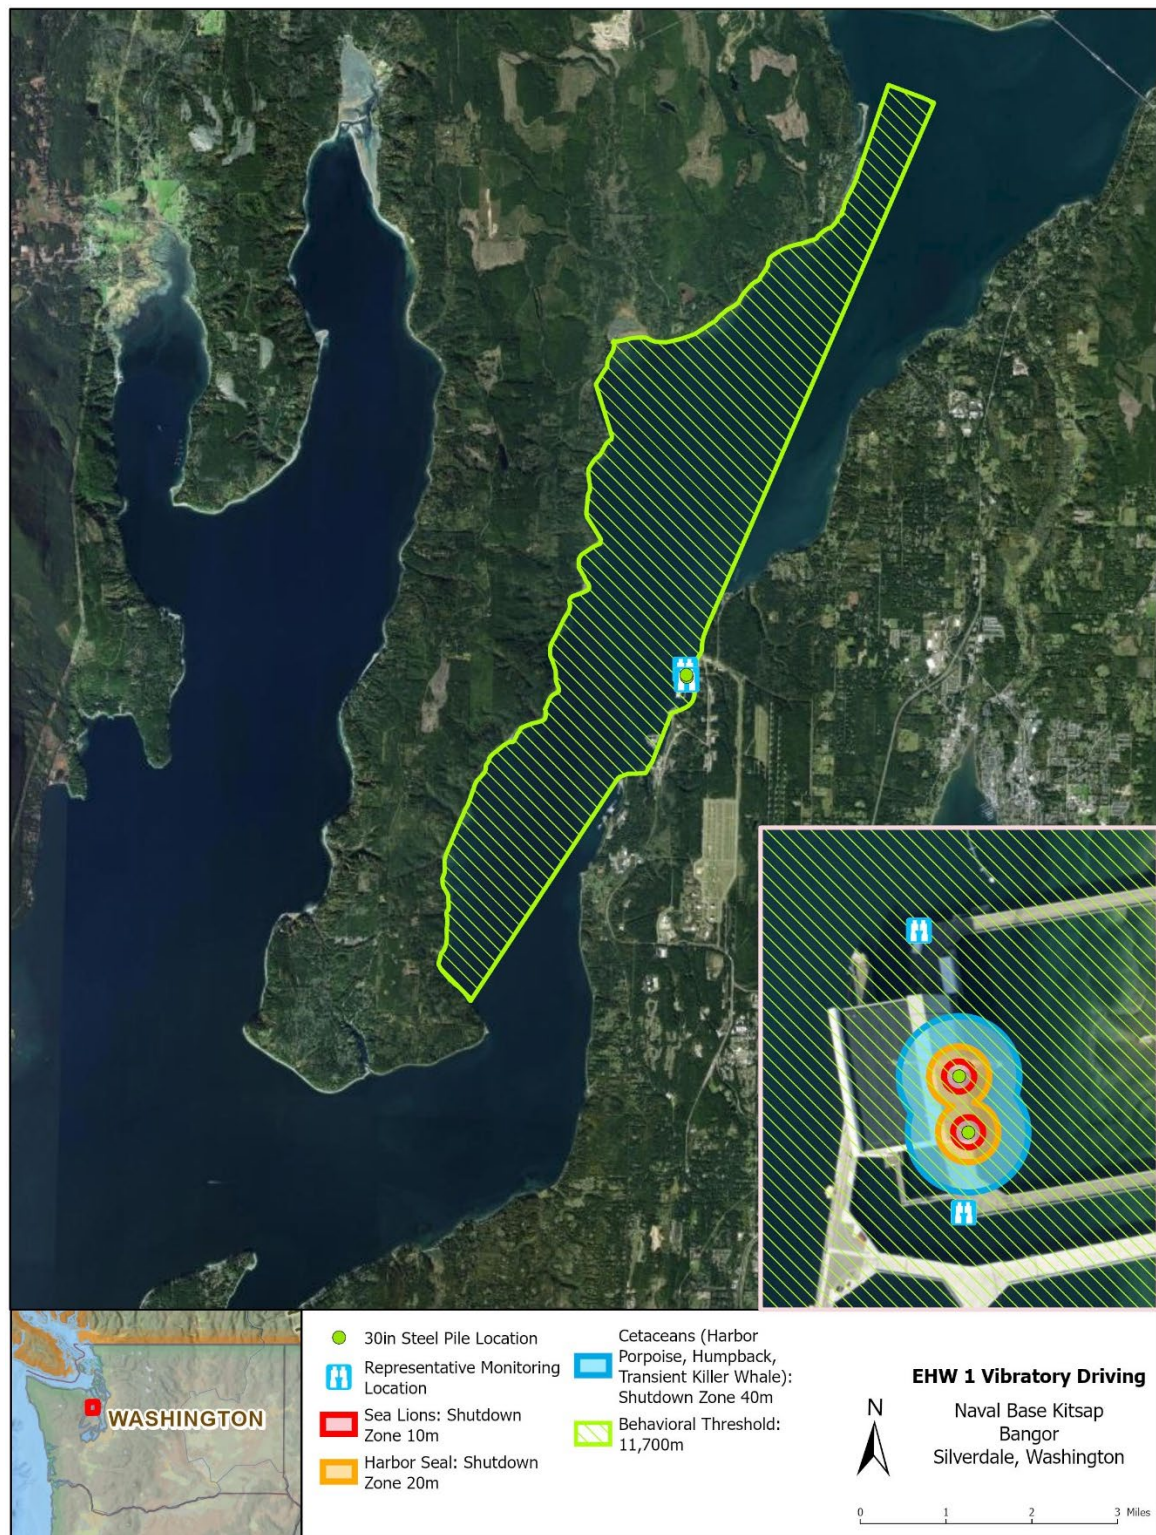 WASHINGTON
30in Steel Pile Location
Representative Monitoring
Location
Sea Lions: Shutdown
Zone 10m
Harbor Seal: Shutdown
Zone 20m
Cetaceans (Harbor
Porpoise, Humpback,
Transient Killer Whale):
Shutdown Zone 40m
Behavioral Threshold:
11,700m
EHW 1 Vibratory Driving
Naval Base Kitsap
Bangor
Silverdale, Washington
N
0 1 2 3 Miles